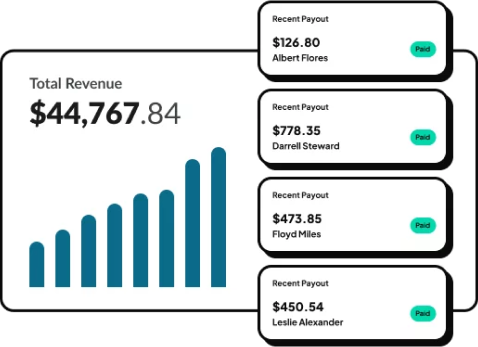 Total Revenue
$44,767.84
Recent Payout
$126.80
Paid
Albert Flores
Recent Payout
$778.35
Paid
Darrell Steward
Recent Payout
$473.85
Paid
Floyd Miles
Recent Payout
$450.54
Paid
Leslie Alexander